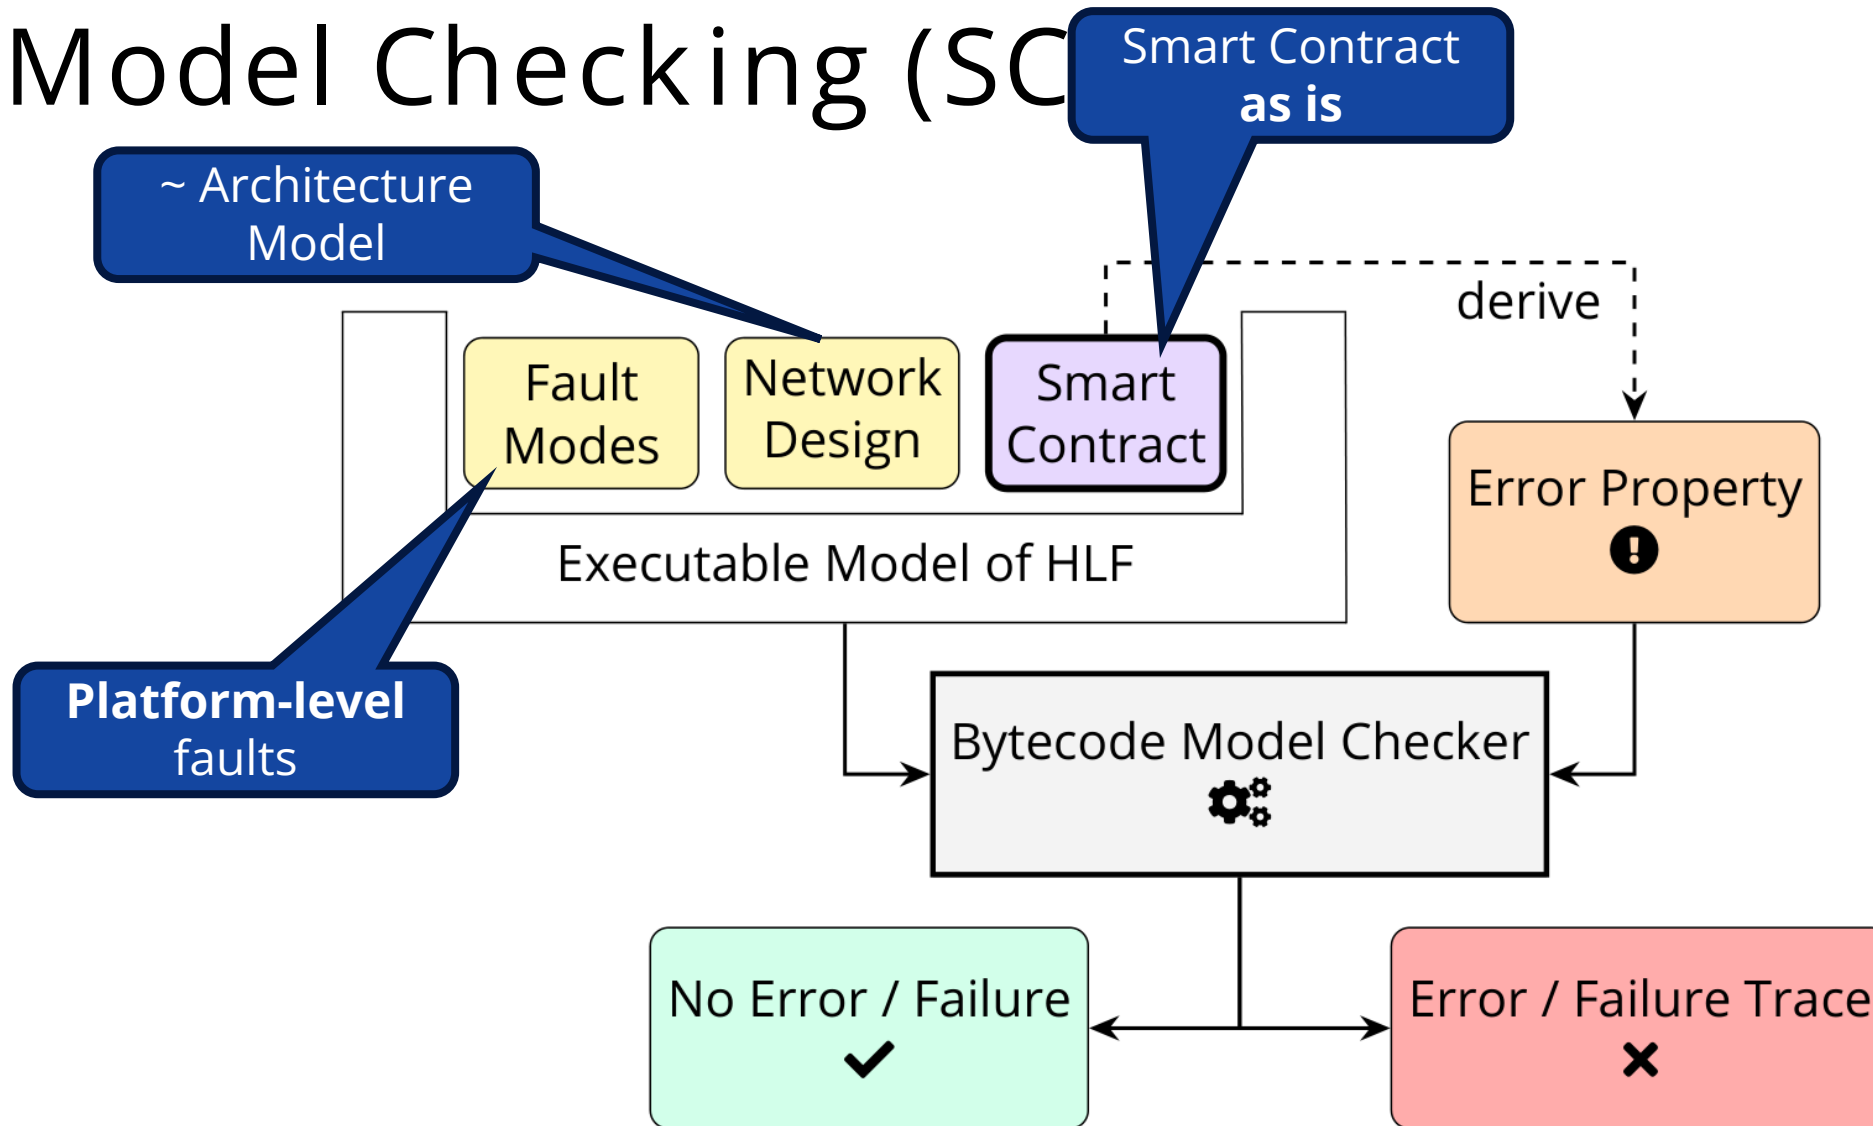 Model Checking (SC
Smart Contract
as is
~ Architecture
Model
derive
Fault
Modes
Network
Design
Smart
Contract
Error Property
Executable Model of HLF
Platform-level
faults
Bytecode Model Checker
No Error / Failure
Error / Failure Trace